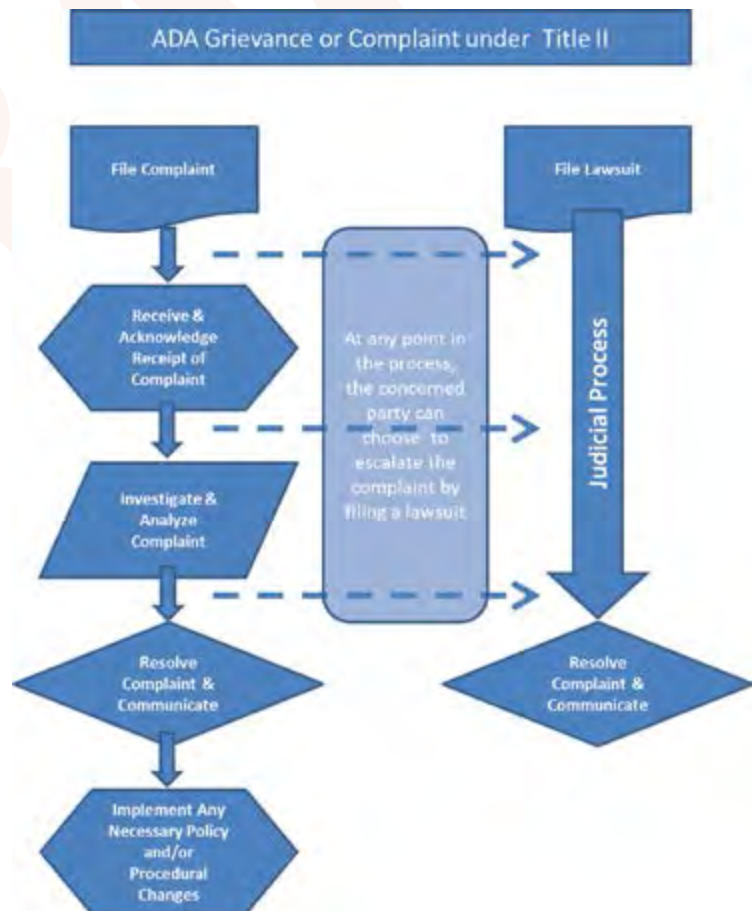 ADA Grievance or Complaint under Title II
File Complaint
File Lawsuit
Receive &
Acknowledge
Receipt of
Complaint
At any point in
the process,
the concerned
party can
choose to
escalate the
complaint by
filing a lawsuit
Judicial Process
Investigate &
Analyze
Complaint
Resolve
Complaint &
Communicate
Resolve
Complaint &
Communicate
Implement Any
Necessary Policy
and/or
Procedural
Changes